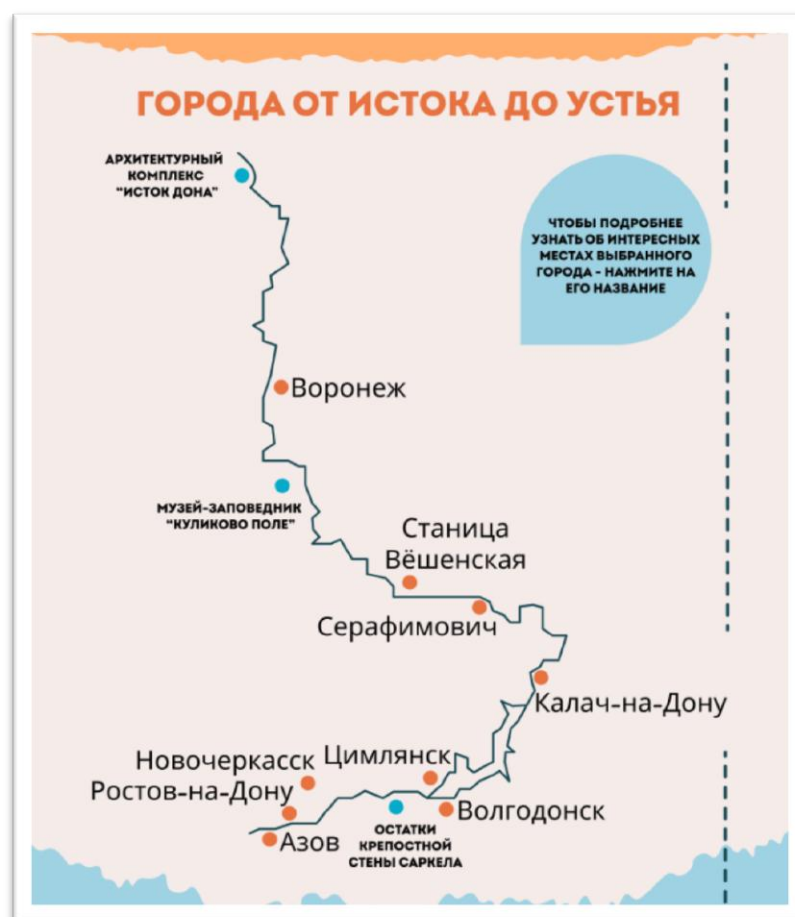 ГОРОДА ОТ ИСТОКА ДО УСТЬЯ
АРХИТЕКТУРНЫЙ
КОМПЛЕКС
“ИСТОК ДОНА”
ЧТОБЫ ПОДРОБНЕЕ
УЗНАТЬ ОБ ИНТЕРЕСНЫХ
МЕСТАХ ВЫБРАННОГО
ГОРОДА - НАЖМИТЕ НА
ЕГО НАЗВАНИЕ
Воронеж
МУЗЕЙ-ЗАПОВЕДНИК
“КУЛИКОВО ПОЛЕ”
Станица
Вёшенская
Серафимович
Калач-на-Дону
Новочеркасск
Цимлянск
Ростов-на-Дону
Волгодонск
Азов
ОСТАТКИ
КРЕПОСТНОЙ
СТЕНЫ САРКЕЛА